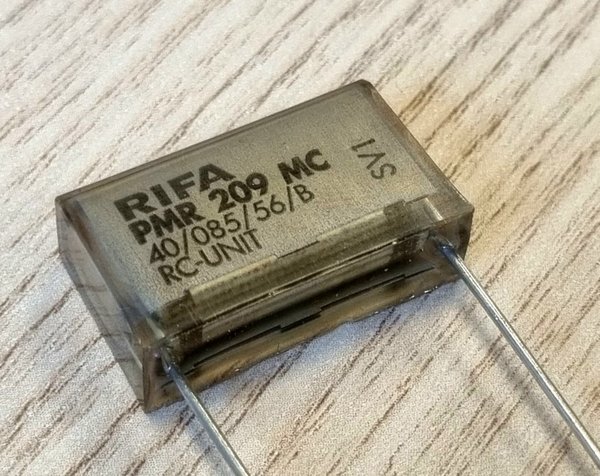 RIFA
PMR 209 MC
40/085/56/B
RC-UNIT
SV1